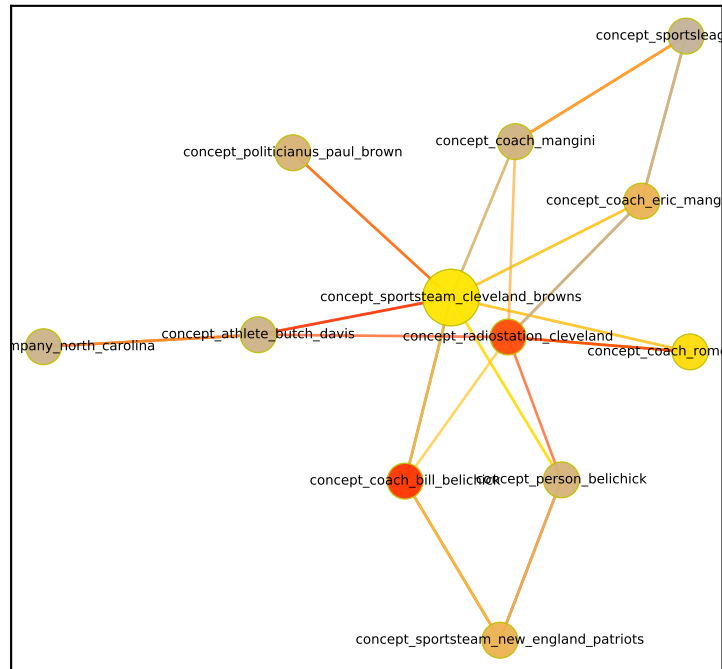 concept_sportsleag
concept_coach_mangini
concept_politicianus_paul_brown
concept_coach_eric_mang
concept_sportsteam_cleveland_browns
concept_athlete_butch_davis
concept_radiostation_cleveland
mpany_north_carolina
concept_coach_rome
concept_coach_bill_belichick
concept_person_belichick
concept_sportsteam_new_england_patriots